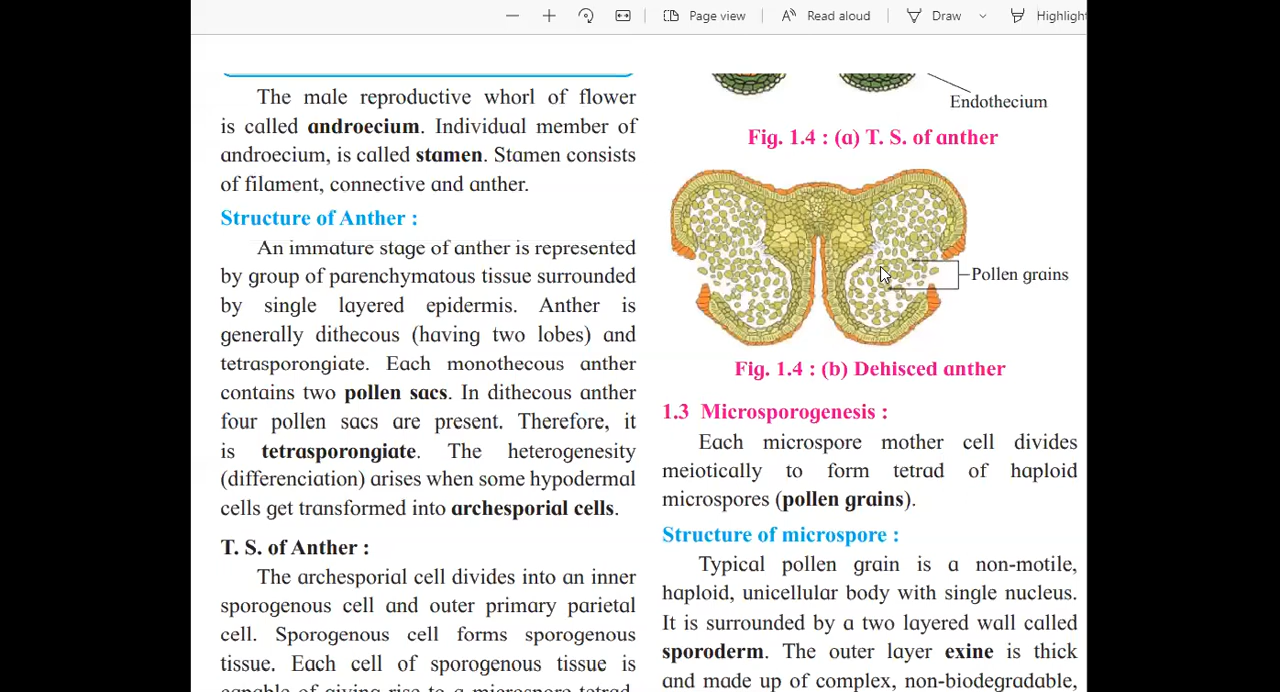 Page view
Read aloud
Draw
Highligh
The male reproductive whorl of flower
is called androecium. Individual member of
androecium, is called stamen. Stamen consists
of filament, connective and anther.
Structure of Anther :
An immature stage of anther is represented
by group of parenchymatous tissue surrounded
by single layered epidermis. Anther is
generally dithecous (having two lobes) and
tetrasporongiate. Each monothecous anther
contains two pollen sacs. In dithecous anther
four pollen sacs are present. Therefore, it
is tetrasporongiate. The heterogenesity
(differenciation) arises when some hypodermal
cells get transformed into archesporial cells.
T. S. of Anther :
The archesporial cell divides into an inner
sporogenous cell and outer primary parietal
cell. Sporogenous cell forms sporogenous
tissue. Each cell of sporogenous tissue is
capable of giving rise to a microspore tetrad.
Endothecium
Fig. 1.4 : (a) T. S. of anther
Pollen grains
Fig. 1.4 : (b) Dehisced anther
1.3 Microsporogenesis :
Each microspore mother cell divides
meiotically to form tetrad of haploid
microspores (pollen grains).
Structure of microspore :
Typical pollen grain is a non-motile,
haploid, unicellular body with single nucleus.
It is surrounded by a two layered wall called
sporoderm. The outer layer exine is thick
and made up of complex, non-biodegradable,